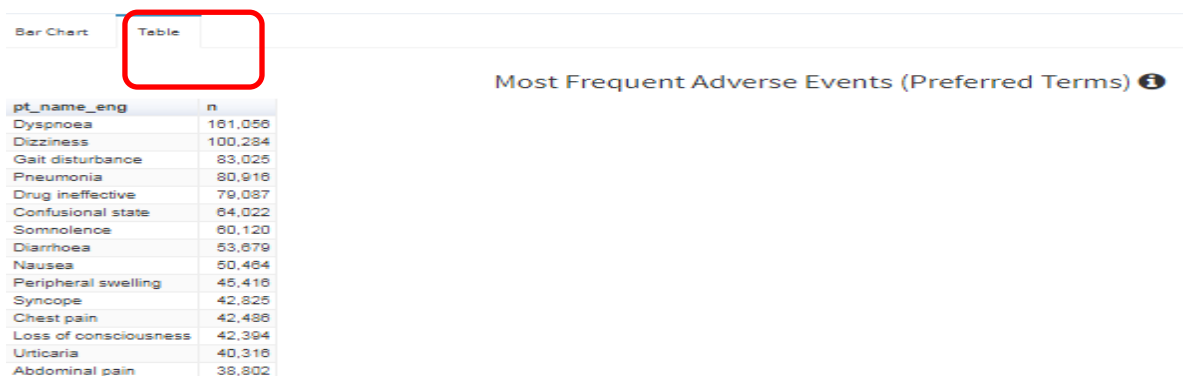 Bar Chart Table
Most Frequent Adverse Events (Preferred Terms)
pt_name_eng n
Dyspnoea 161,056
Dizziness 100,284
Gait disturbance 83,025
Pneumonia 80,916
Drug ineffective 79,087
Confusional state 64,022
Somnolence 60,120
Diarrhoea 53,679
Nausea 50,464
Peripheral swelling 45,416
Syncope 42,825
Chest pain 42,486
Loss of consciousness 42,394
Urticaria 40,316
Abdominal pain 38,802